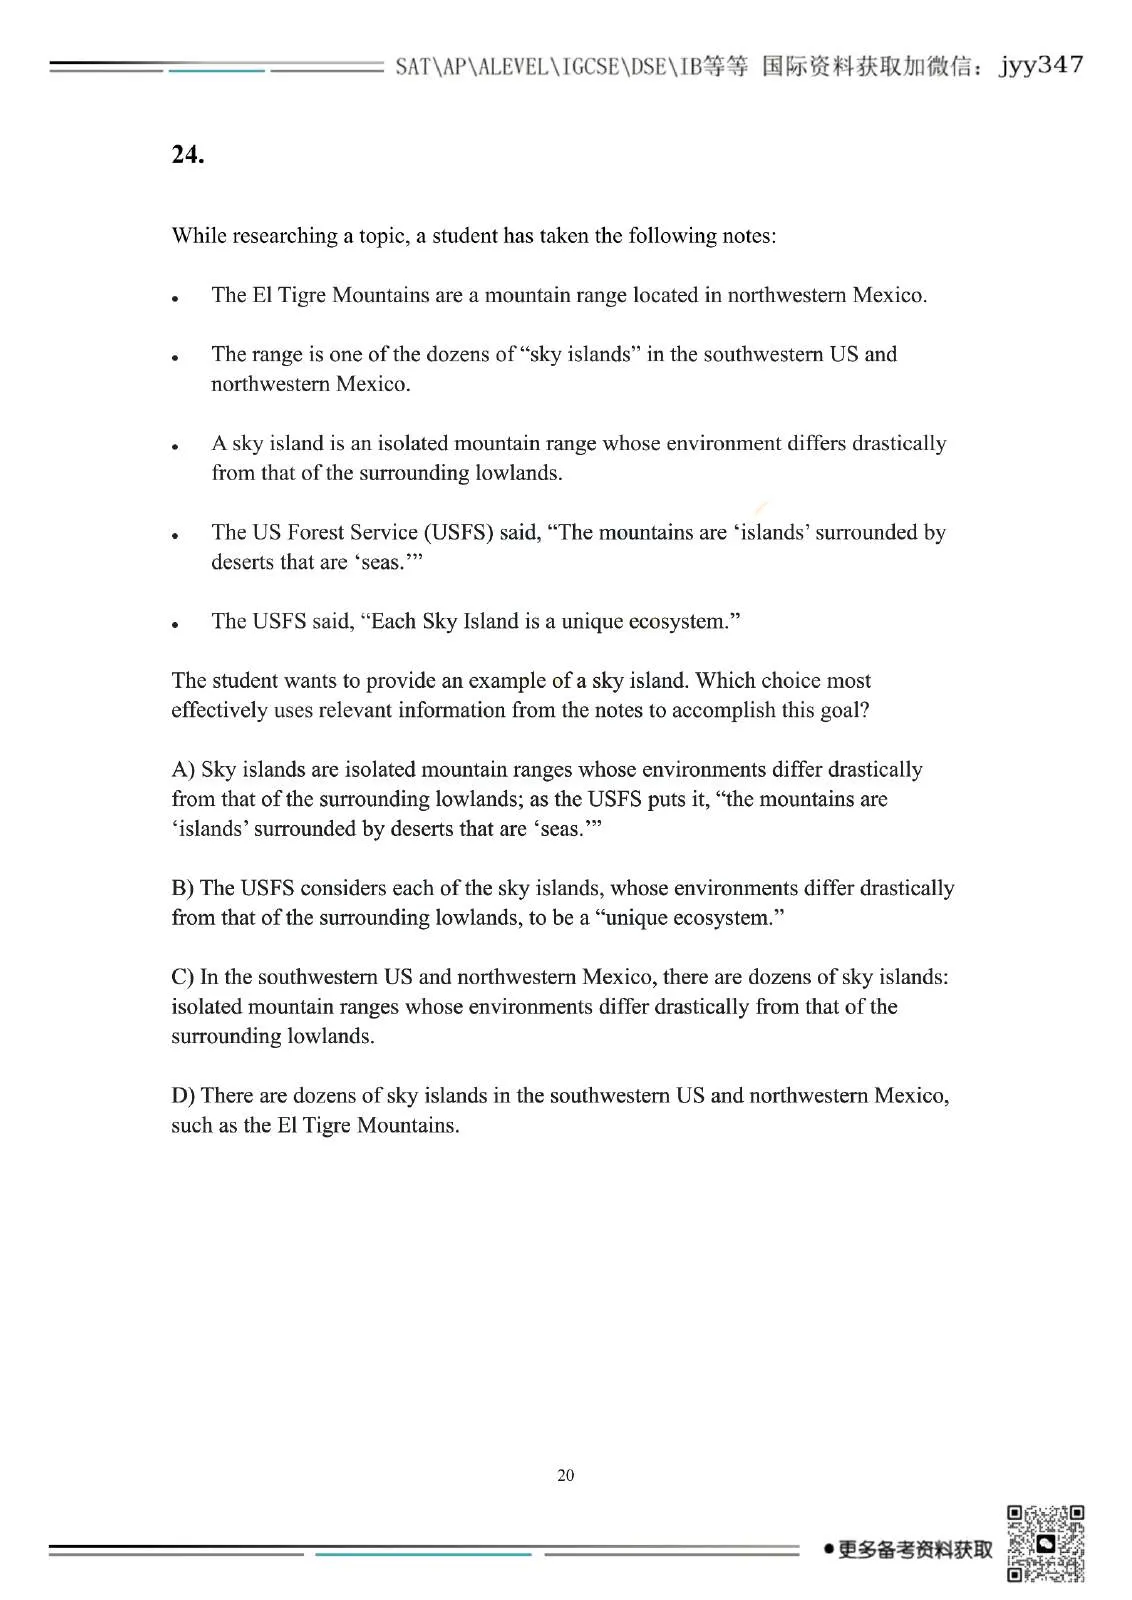 SAT\AP\ALEVEL\IGCSE\DSE\IB等等 国际资料获取加微信： jyy347
24.
While researching a topic, a student has taken the following notes:
• The El Tigre Mountains are a mountain range located in northwestern Mexico.
• The range is one of the dozens of “sky islands” in the southwestern US and
northwestern Mexico.
• A sky island is an isolated mountain range whose environment differs drastically
from that of the surrounding lowlands.
• The US Forest Service (USFS) said, “The mountains are ‘islands’ surrounded by
deserts that are ‘seas.’”
• The USFS said, “Each Sky Island is a unique ecosystem.”
The student wants to provide an example of a sky island. Which choice most
effectively uses relevant information from the notes to accomplish this goal?
A) Sky islands are isolated mountain ranges whose environments differ drastically
from that of the surrounding lowlands; as the USFS puts it, “the mountains are
‘islands’ surrounded by deserts that are ‘seas.’”
B) The USFS considers each of the sky islands, whose environments differ drastically
from that of the surrounding lowlands, to be a “unique ecosystem.”
C) In the southwestern US and northwestern Mexico, there are dozens of sky islands:
isolated mountain ranges whose environments differ drastically from that of the
surrounding lowlands.
D) There are dozens of sky islands in the southwestern US and northwestern Mexico,
such as the El Tigre Mountains.
20
●更多备考资料获取